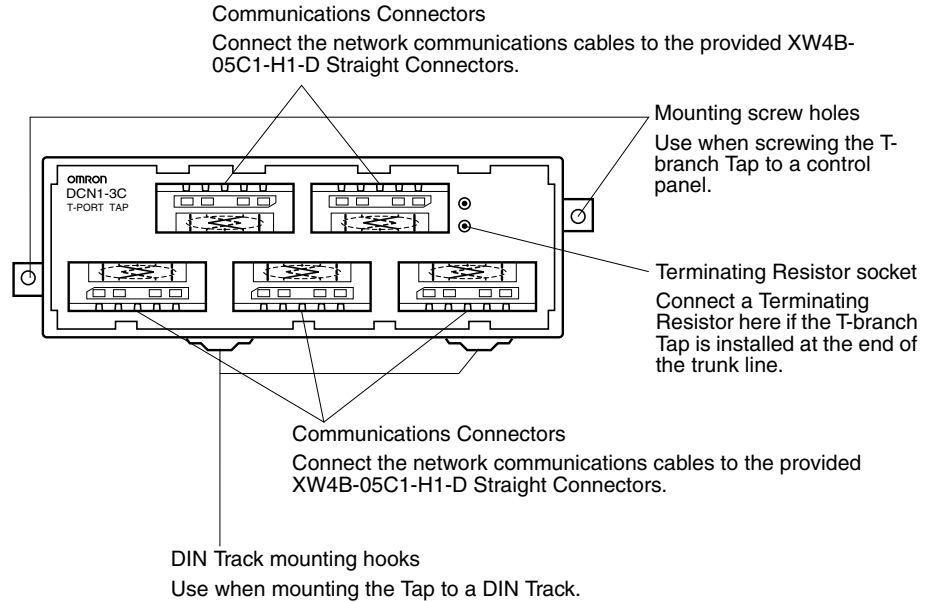 Communications Connectors
Connect the network communications cables to the provided XW4B-
05C1-H1-D Straight Connectors.
Mounting screw holes
Use when screwing the T-
branch Tap to a control
panel.
OMRON
DCN1-3C
T-PORT TAP
Terminating Resistor socket
Connect a Terminating
Resistor here if the T-branch
Tap is installed at the end of
the trunk line.
Communications Connectors
Connect the network communications cables to the provided
XW4B-05C1-H1-D Straight Connectors.
DIN Track mounting hooks
Use when mounting the Tap to a DIN Track.